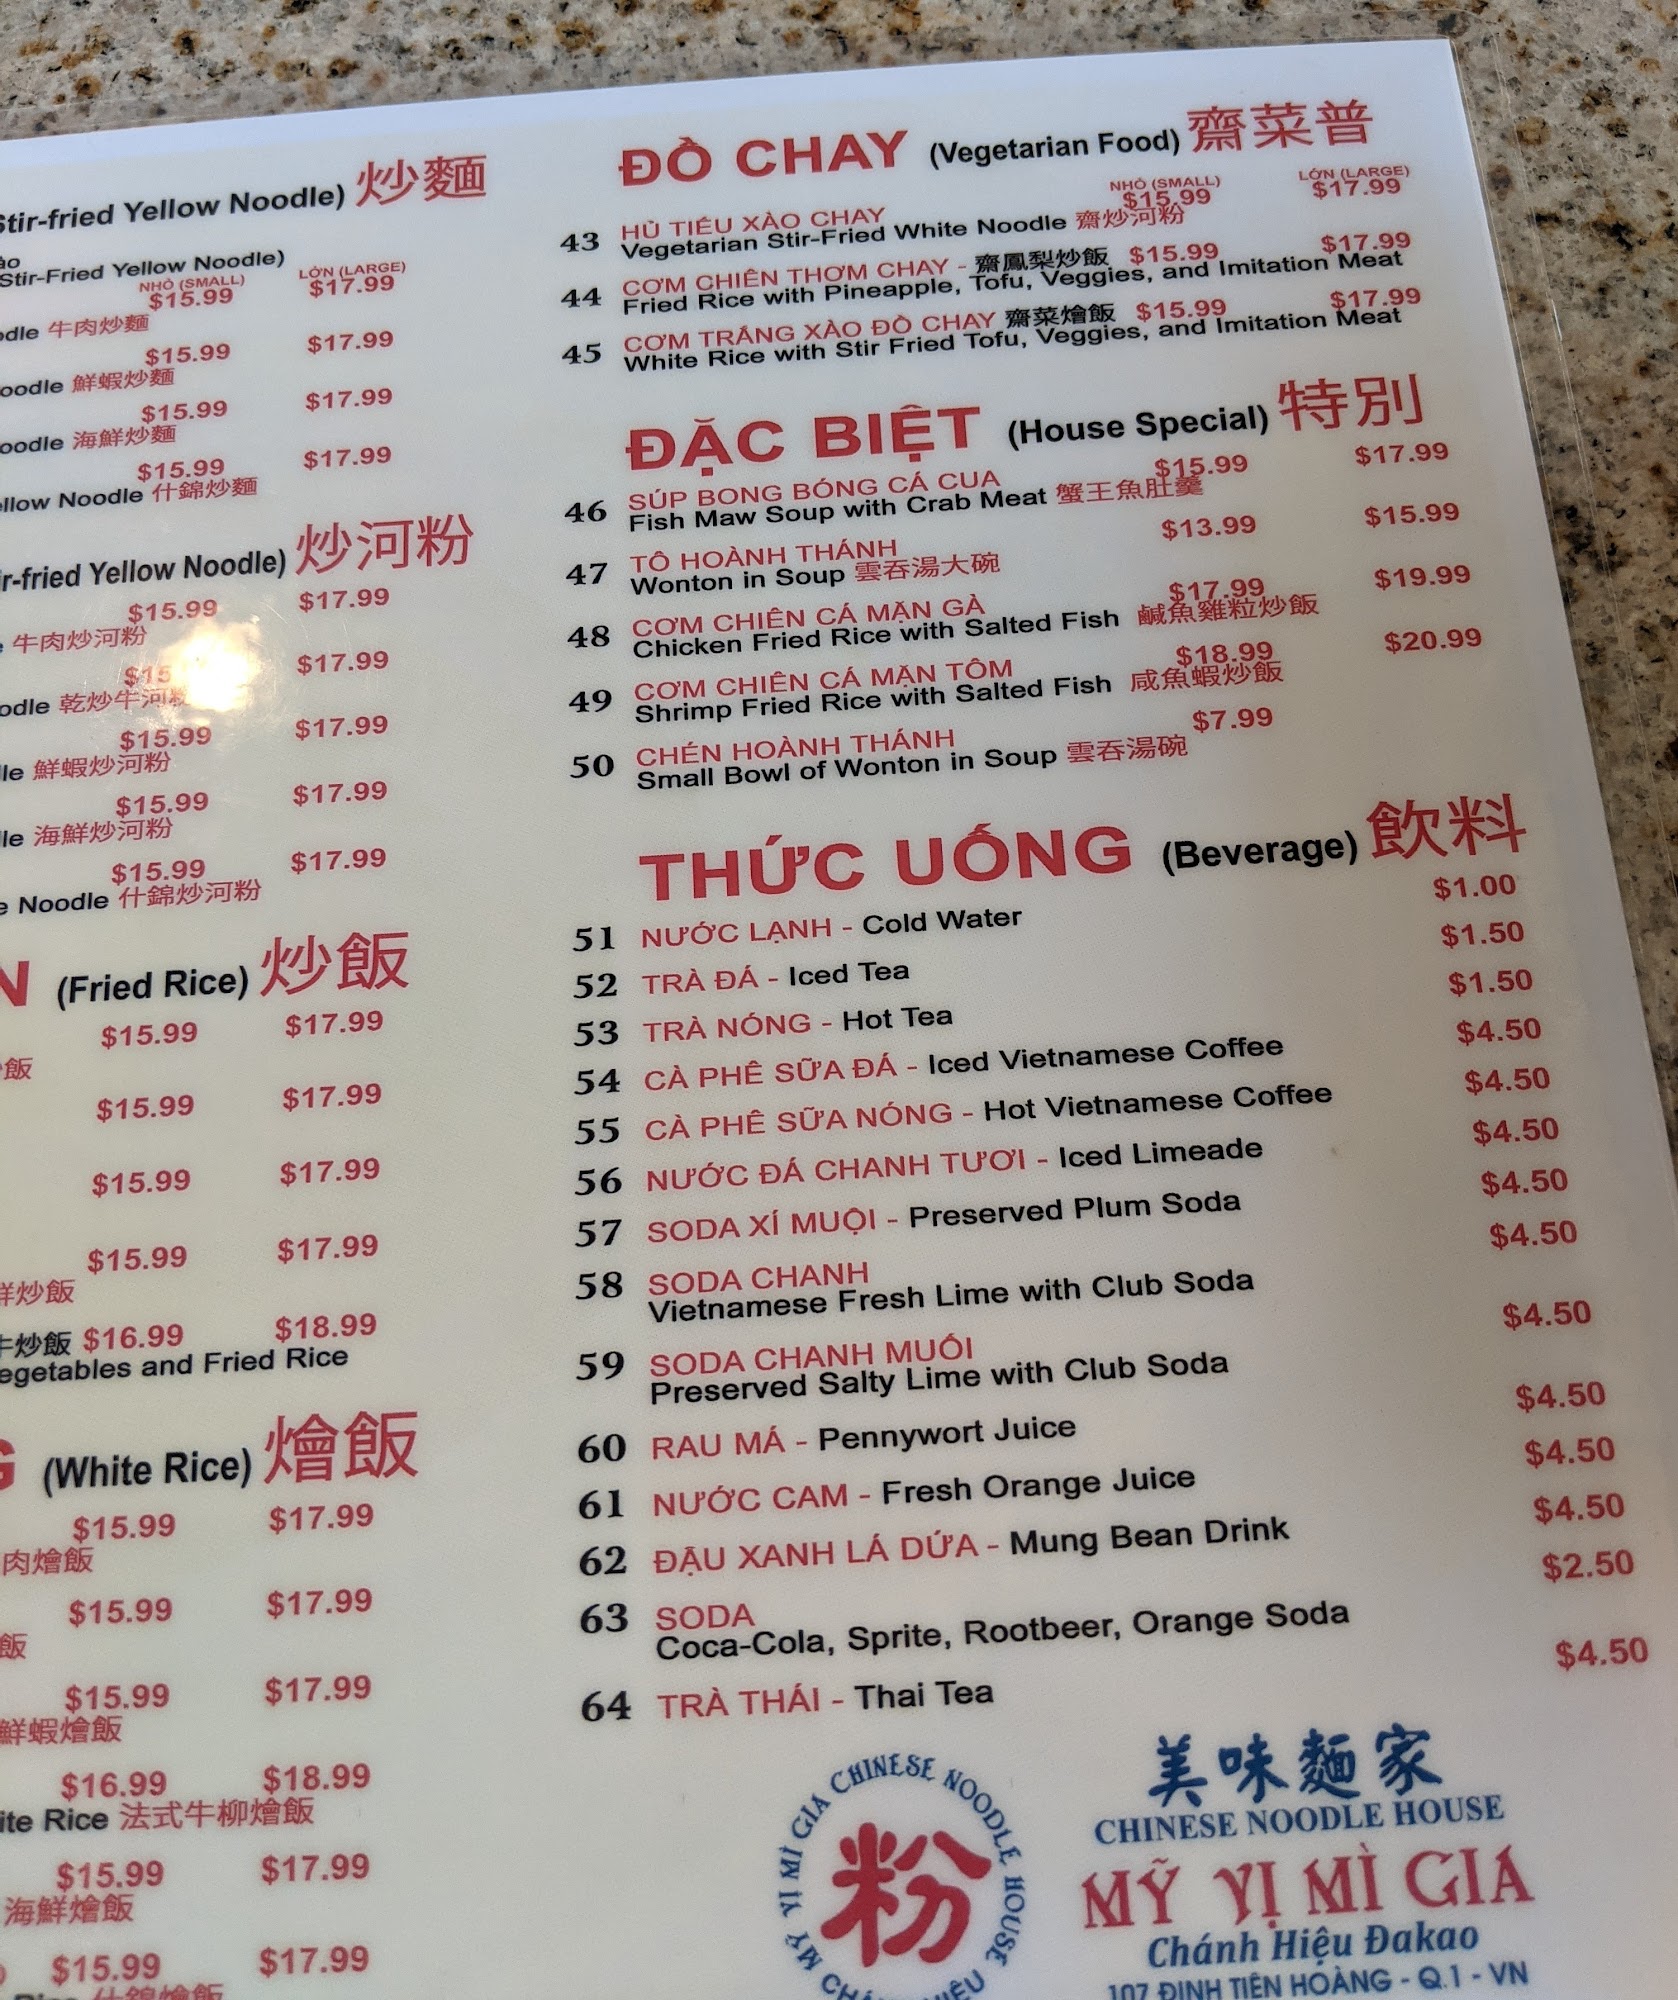 Stir-fried Yellow Noodle) 炒麵
Stir-Fried Yellow Noodle)
NHỎ (SMALL) LỚN (LARGE)
$15.99 $17.99
牛肉炒麵
$15.99 $17.99
鮮蝦炒麵
$15.99 $17.99
海鮮炒麵
$15.99 $17.99
Noodle 什錦炒麵
Yellow Noodle) 炒河粉
$15.99 $17.99
牛肉炒河粉
$17.99
乾炒牛河粉
$15.99 $17.99
鮮蝦炒河粉
$15.99 $17.99
海鮮炒河粉
$15.99 $17.99
Noodle 什錦炒河粉
(Fried Rice) 炒飯
$15.99 $17.99
炒飯
$15.99 $17.99
$15.99 $17.99
$15.99 $17.99
鮮炒飯
牛炒飯 $16.99 $18.99
and Fried Rice
(White Rice) 燴飯
$15.99 $17.99
肉燴飯
$15.99 $17.99
飯
$15.99 $17.99
鮮蝦燴飯
$16.99 $18.99
Rice 法式牛柳燴飯
$15.99 $17.99
海鮮燴飯
$15.99 $17.99
什錦燴飯
ĐỒ CHAY (Vegetarian Food) 齋菜普
NHỎ (SMALL) LỚN (LARGE)
43 HỦ TIẾU XÀO CHAY $15.99 $17.99
Vegetarian Stir-Fried White Noodle 齋炒河粉
44 CƠM CHIÊN THƠM CHAY - 齋鳳梨炒飯 $15.99 $17.99
Fried Rice with Pineapple, Tofu, Veggies, and Imitation Meat
45 CƠM TRẮNG XÀO ĐỒ CHAY 齋菜燴飯 $15.99 $17.99
White Rice with Stir Fried Tofu, Veggies, and Imitation Meat
ĐẶC BIỆT (House Special) 特別
46 SÚP BONG BÓNG CÁ CUA $15.99 $17.99
Fish Maw Soup with Crab Meat 蟹王魚肚羹
47 TÔ HOÀNH THÁNH $13.99 $15.99
Wonton in Soup 雲吞湯大碗
48 CƠM CHIÊN CÁ MẶN GÀ $17.99 $19.99
Chicken Fried Rice with Salted Fish 鹹魚雞粒炒飯
49 CƠM CHIÊN CÁ MẶN TÔM $18.99 $20.99
Shrimp Fried Rice with Salted Fish 咸魚蝦炒飯
50 CHÉN HOÀNH THÁNH $7.99
Small Bowl of Wonton in Soup 雲吞湯碗
THỨC UỐNG (Beverage) 飲料
51 NƯỚC LẠNH - Cold Water $1.00
52 TRÀ ĐÁ - Iced Tea $1.50
53 TRÀ NÓNG - Hot Tea $1.50
54 CÀ PHÊ SỮA ĐÁ - Iced Vietnamese Coffee $4.50
55 CÀ PHÊ SỮA NÓNG - Hot Vietnamese Coffee $4.50
56 NƯỚC ĐÁ CHANH TƯƠI - Iced Limeade $4.50
57 SODA XÍ MUỘI - Preserved Plum Soda $4.50
58 SODA CHANH $4.50
Vietnamese Fresh Lime with Club Soda
59 SODA CHANH MUỐI $4.50
Preserved Salty Lime with Club Soda
60 RAU MÁ - Pennywort Juice $4.50
61 NƯỚC CAM - Fresh Orange Juice $4.50
62 ĐẬU XANH LÁ DỨA - Mung Bean Drink $4.50
63 SODA $2.50
Coca-Cola, Sprite, Rootbeer, Orange Soda
64 TRÀ THÁI - Thai Tea $4.50
MỸ VỊ MÌ GIA CHINESE NOODLE HOUSE
粉
美味麵家
CHINESE NOODLE HOUSE
MỸ VỊ MÌ GIA
Chánh Hiệu Đakao
107 ĐINH TIÊN HOÀNG - Q.1 - VN